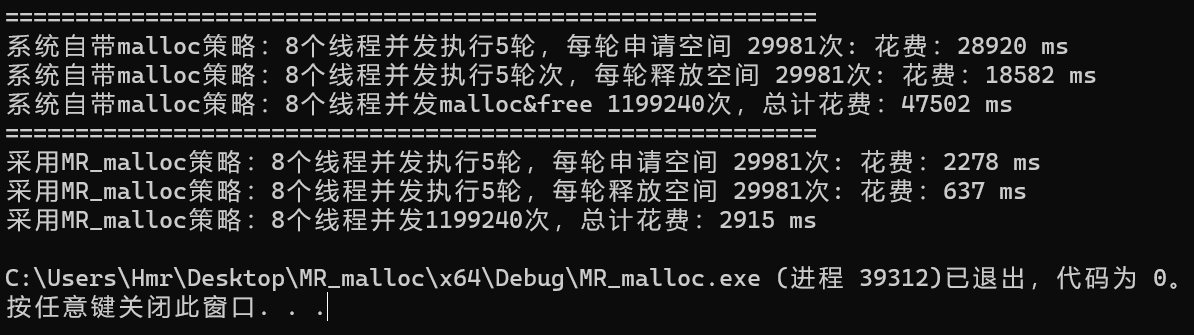 ==========================================================
系统自带malloc策略：8个线程并发执行5轮，每轮申请空间 29981次：花费：28920 ms
系统自带malloc策略：8个线程并发执行5轮次，每轮释放空间 29981次：花费：18582 ms
系统自带malloc策略：8个线程并发malloc&free 1199240次，总计花费：47502 ms
==========================================================
采用MR_malloc策略：8个线程并发执行5轮，每轮申请空间 29981次：花费：2278 ms
采用MR_malloc策略：8个线程并发执行5轮，每轮释放空间 29981次：花费：637 ms
采用MR_malloc策略：8个线程并发1199240次，总计花费：2915 ms
C:\Users\Hmr\Desktop\MR_malloc\x64\Debug\MR_malloc.exe (进程 39312)已退出，代码为 0。
按任意键关闭此窗口. . .